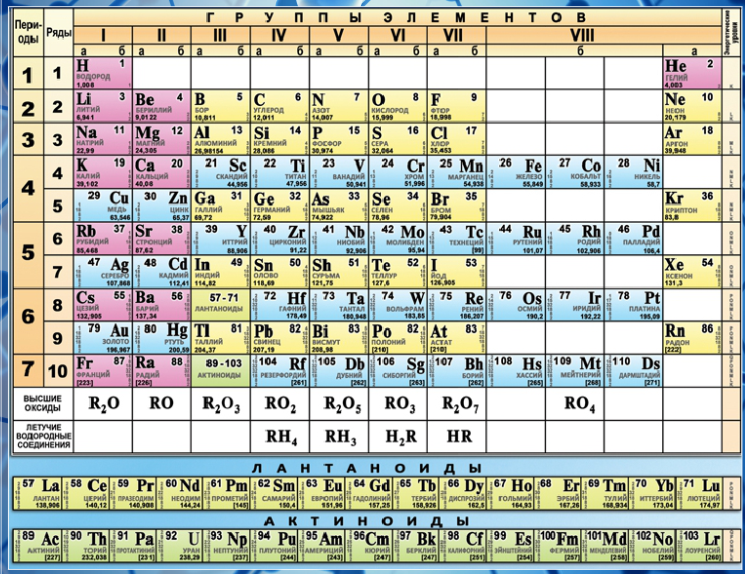 ГРУППЫ ЭЛЕМЕНТОВ
Пери-
оды
Ряды
I II III IV V VI VII VIII
Энергетические
уровни
а б а б а б а б а б а б а б б а
1 1 H 1 He 2
ВОДОРОД ГЕЛИЙ
1,008 4,003
2 2 Li 3 Be 4 B 5 C 6 N 7 O 8 F 9 Ne 10
ЛИТИЙ БЕРИЛЛИЙ БОР УГЛЕРОД АЗОТ КИСЛОРОД ФТОР НЕОН
6,941 9,0122 10,811 12,011 14,007 15,999 18,998 20,179
3 3 Na 11 Mg 12 Al 13 Si 14 P 15 S 16 Cl 17 Ar 18
НАТРИЙ МАГНИЙ АЛЮМИНИЙ КРЕМНИЙ ФОСФОР СЕРА ХЛОР АРГОН
22,99 24,305 26,98154 28,086 30,974 32,064 35,453 39,948
4 4 K 19 Ca 20 21 Sc 22 Ti 23 V 24 Cr 25 Mn 26 Fe 27 Co 28 Ni
КАЛИЙ КАЛЬЦИЙ СКАНДИЙ ТИТАН ВАНАДИЙ ХРОМ МАРГАНЕЦ ЖЕЛЕЗО КОБАЛЬТ НИКЕЛЬ
39,102 40,08 44,956 47,956 50,941 51,996 54,938 55,849 58,933 58,7
5 29 Cu 30 Zn Ga 31 Ge 32 As 33 Se 34 Br 35 Kr 36
МЕДЬ ЦИНК ГАЛЛИЙ ГЕРМАНИЙ МЫШЬЯК СЕЛЕН БРОМ КРИПТОН
63,546 65,37 69,72 72,59 74,922 78,96 79,904 83,8
5 6 Rb 37 Sr 38 39 Y 40 Zr 41 Nb 42 Mo 43 Tc 44 Ru 45 Rh 46 Pd
РУБИДИЙ СТРОНЦИЙ ИТТРИЙ ЦИРКОНИЙ НИОБИЙ МОЛИБДЕН ТЕХНЕЦИЙ РУТЕНИЙ РОДИЙ ПАЛЛАДИЙ
85,468 87,62 88,906 91,22 92,906 95,94 [99] 101,07 102,906 106,4
7 47 Ag 48 Cd In 49 Sn 50 Sb 51 Te 52 I 53 Xe 54
СЕРЕБРО КАДМИЙ ИНДИЙ ОЛОВО СУРЬМА ТЕЛЛУР ЙОД КСЕНОН
107,868 112,41 114,82 118,69 121,75 127,6 126,905 131,3
6 8 Cs 55 Ba 56 57-71 72 Hf 73 Ta 74 W 75 Re 76 Os 77 Ir 78 Pt
ЦЕЗИЙ БАРИЙ ЛАНТАНОИДЫ ГАФНИЙ ТАНТАЛ ВОЛЬФРАМ РЕНИЙ ОСМИЙ ИРИДИЙ ПЛАТИНА
132,905 137,34 178,49 180,948 183,85 186,207 190,2 192,22 195,09
9 79 Au 80 Hg Tl 81 Pb 82 Bi 83 Po 84 At 85 Rn 86
ЗОЛОТО РТУТЬ ТАЛЛИЙ СВИНЕЦ ВИСМУТ ПОЛОНИЙ АСТАТ РАДОН
196,967 200,59 204,37 207,19 208,98 [210] [210] [222]
7 10 Fr 87 Ra 88 89-103 104 Rf 105 Db 106 Sg 107 Bh 108 Hs 109 Mt 110 Ds
ФРАНЦИЙ РАДИЙ АКТИНОИДЫ РЕЗЕРФОРДИЙ ДУБНИЙ СИБОРГИЙ БОРИЙ ХАССИЙ МЕЙТНЕРИЙ ДАРМШТАДИЙ
[223] [226] [261] [262] [263] [262] [265] [268] [271]
ВЫСШИЕ
ОКСИДЫ
R₂O RO R₂O₃ RO₂ R₂O₅ RO₃ R₂O₇ RO₄
ЛЕТУЧИЕ
ВОДОРОДНЫЕ
СОЕДИНЕНИЯ
RH₄ RH₃ H₂R HR
ЛАНТАНОИДЫ
57 La 58 Ce 59 Pr 60 Nd 61 Pm 62 Sm 63 Eu 64 Gd 65 Tb 66 Dy 67 Ho 68 Er 69 Tm 70 Yb 71 Lu
ЛАНТАН ЦЕРИЙ ПРАЗЕОДИМ НЕОДИМ ПРОМЕТИЙ САМАРИЙ ЕВРОПИЙ ГАДОЛИНИЙ ТЕРБИЙ ДИСПРОЗИЙ ГОЛЬМИЙ ЭРБИЙ ТУЛИЙ ИТТЕРБИЙ ЛЮТЕЦИЙ
138,906 140,12 140,908 144,24 [145] 150,4 151,96 157,25 158,926 162,5 164,93 167,26 168,934 173,04 174,97
АКТИНОИДЫ
89 Ac 90 Th 91 Pa 92 U 93 Np 94 Pu 95 Am 96 Cm 97 Bk 98 Cf 99 Es 100 Fm 101 Md 102 No 103 Lr
АКТИНИЙ ТОРИЙ ПРОТАКТИНИЙ УРАН НЕПТУНИЙ ПЛУТОНИЙ АМЕРИЦИЙ КЮРИЙ БЕРКЛИЙ КАЛИФОРНИЙ ЭЙНШТЕЙНИЙ ФЕРМИЙ МЕНДЕЛЕВИЙ НОБЕЛИЙ ЛОУРЕНСИЙ
[227] 232,038 [231] 238,29 [237] [244] [243] [247] [247] [251] [254] [257] [258] [259] [260]